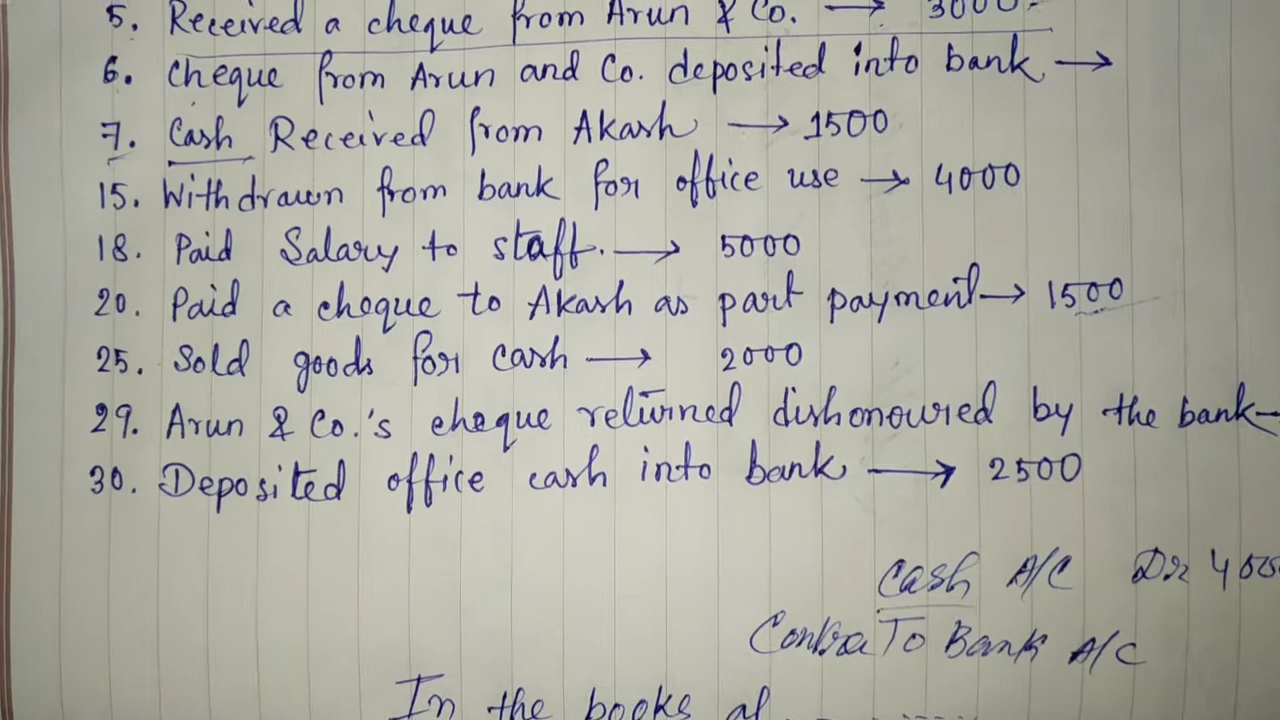 5. Received a cheque from Arun & Co. → 3000
6. Cheque from Arun and Co. deposited into bank →
7. Cash Received from Akash → 1500
15. Withdrawn from bank for office use → 4000
18. Paid Salary to staff. → 5000
20. Paid a cheque to Akash as part payment → 1500
25. Sold goods for cash → 2000
29. Arun & Co.'s cheque returned dishonoured by the bank
30. Deposited office cash into bank → 2500
Cash A/C Dr
Contra To Bank A/C
In the books of